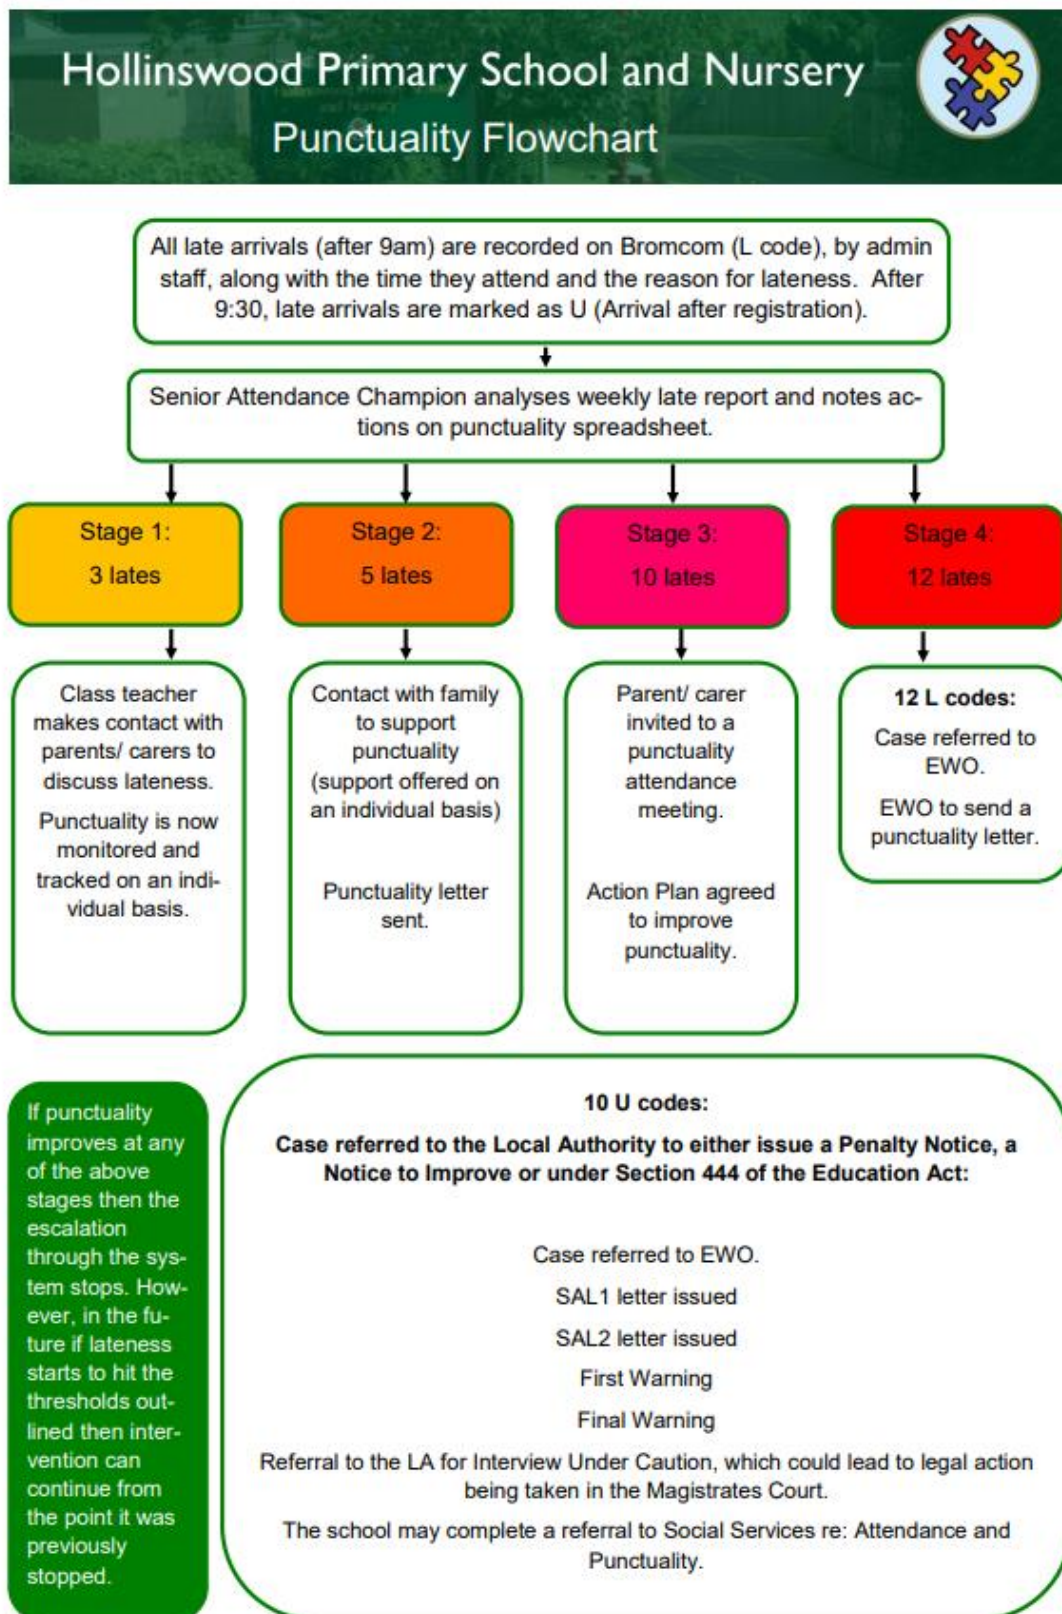 Hollinswood Primary School and Nursery
Punctuality Flowchart
All late arrivals (after 9am) are recorded on Bromcom (L code), by admin
staff, along with the time they attend and the reason for lateness. After
9:30, late arrivals are marked as U (Arrival after registration).
Senior Attendance Champion analyses weekly late report and notes ac-
tions on punctuality spreadsheet.
Stage 1:
3 lates
Stage 2:
5 lates
Stage 3:
10 lates
Stage 4:
12 lates
Class teacher
makes contact with
parents/ carers to
discuss lateness.
Punctuality is now
monitored and
tracked on an indi-
vidual basis.
Contact with family
to support
punctuality
(support offered on
an individual basis)
Punctuality letter
sent.
Parent/ carer
invited to a
punctuality
attendance
meeting.
Action Plan agreed
to improve
punctuality.
12 L codes:
Case referred to
EWO.
EWO to send a
punctuality letter.
If punctuality
improves at any
of the above
stages then the
escalation
through the sys-
tem stops. How-
ever, in the fu-
ture if lateness
starts to hit the
thresholds out-
lined then inter-
vention can
continue from
the point it was
previously
stopped.
10 U codes:
Case referred to the Local Authority to either issue a Penalty Notice, a
Notice to Improve or under Section 444 of the Education Act:
Case referred to EWO.
SAL1 letter issued
SAL2 letter issued
First Warning
Final Warning
Referral to the LA for Interview Under Caution, which could lead to legal action
being taken in the Magistrates Court.
The school may complete a referral to Social Services re: Attendance and
Punctuality.